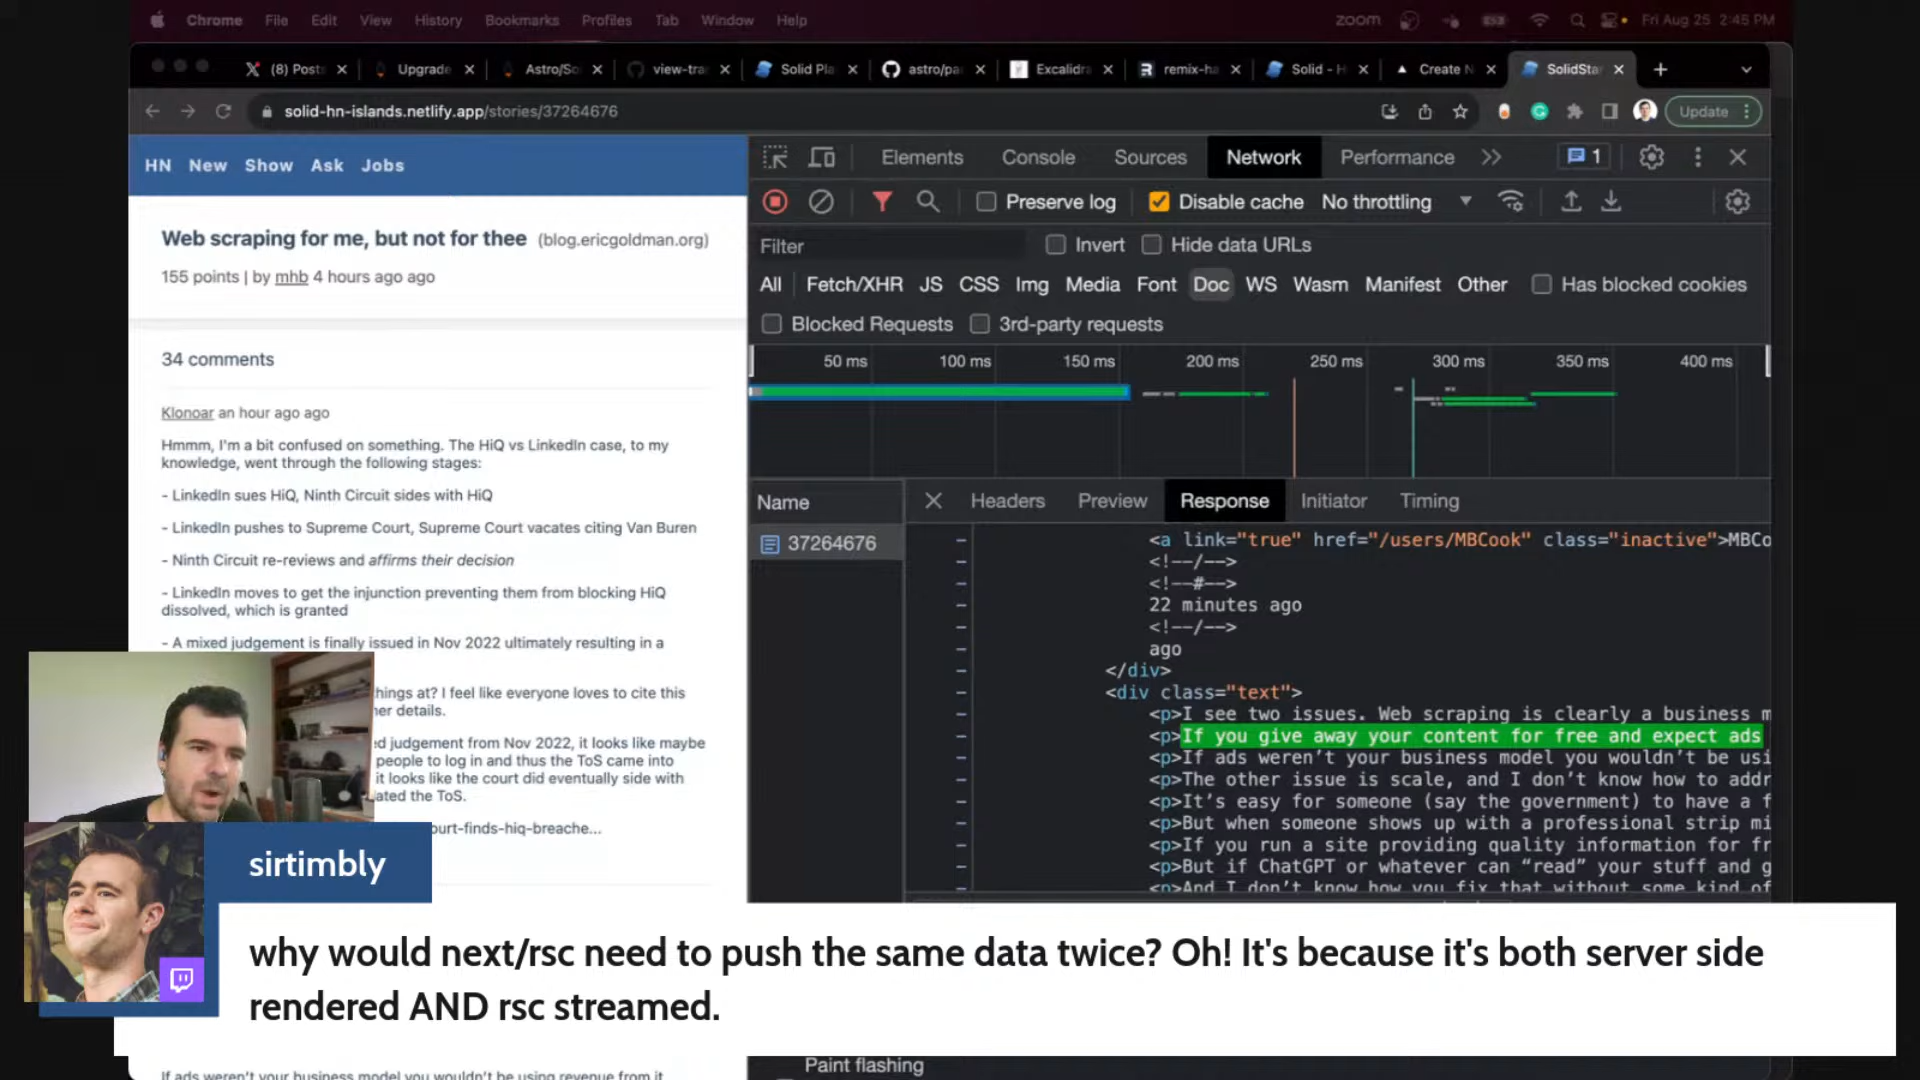 Chrome File Edit View History Bookmarks Profiles Tab Window Help zoom Fri Aug 25 2:45 PM
(8) Posts Upgrade Astro/So view-tra Solid Pla astro/pa Excalidra remix-ha Solid - H Create N SolidSta
solid-hn-islands.netlify.app/stories/37264676 Update
HN New Show Ask Jobs
Web scraping for me, but not for thee (blog.ericgoldman.org)
155 points | by mhb 4 hours ago ago
34 comments
Klonoar an hour ago ago
Hmmm, I'm a bit confused on something. The HiQ vs LinkedIn case, to my
knowledge, went through the following stages:
- LinkedIn sues HiQ, Ninth Circuit sides with HiQ
- LinkedIn pushes to Supreme Court, Supreme Court vacates citing Van Buren
- Ninth Circuit re-reviews and affirms their decision
- LinkedIn moves to get the injunction preventing them from blocking HiQ
dissolved, which is granted
- A mixed judgement is finally issued in Nov 2022 ultimately resulting in a
things at? I feel like everyone loves to cite this
er details.
d judgement from Nov 2022, it looks like maybe
people to log in and thus the ToS came into
it looks like the court did eventually side with
ated the ToS.
ourt-finds-hiq-breache...
If ads weren't your business model you wouldn't be using revenue from it
Elements Console Sources Network Performance 1
Preserve log Disable cache No throttling
Filter Invert Hide data URLs
All Fetch/XHR JS CSS Img Media Font Doc WS Wasm Manifest Other Has blocked cookies
Blocked Requests 3rd-party requests
50 ms 100 ms 150 ms 200 ms 250 ms 300 ms 350 ms 400 ms
Name Headers Preview Response Initiator Timing
37264676
<a link="true" href="/users/MBCook" class="inactive">MBCo
<!--/-->
<!--#-->
22 minutes ago
<!--/-->
ago
</div>
<div class="text">
<p>I see two issues. Web scraping is clearly a business m
<p>If you give away your content for free and expect ads
<p>If ads weren't your business model you wouldn't be usi
<p>The other issue is scale, and I don't know how to addr
<p>It's easy for someone (say the government) to have a f
<p>But when someone shows up with a professional strip mi
<p>If you run a site providing quality information for fr
<p>But if ChatGPT or whatever can “read” your stuff and g
<p>And I don't know how you fix that without some kind of
Paint flashing
sirtimbly
why would next/rsc need to push the same data twice? Oh! It's because it's both server side
rendered AND rsc streamed.